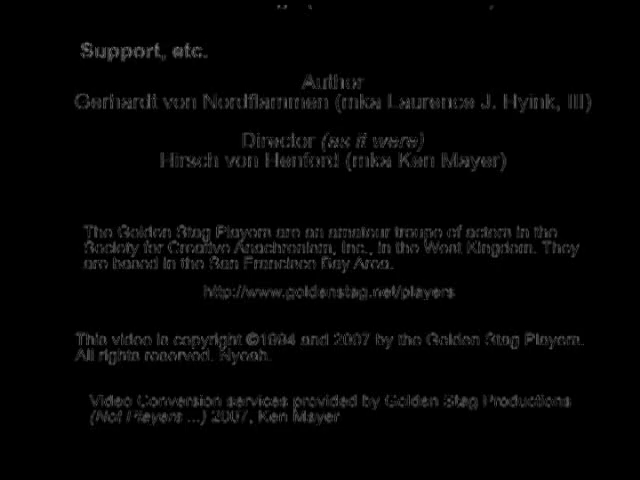 Support, etc.
Author
Gerhardt von Nordflammen (mka Laurence J. Hyink, III)
Director (as it were)
Hirsch von Henford (mka Ken Mayer)
The Golden Stag Players are an amateur troupe of actors in the
Society for Creative Anachronism, Inc., in the West Kingdom. They
are based in the San Francisco Bay Area.
http://www.goldenstag.net/players
This video is copyright ©1994 and 2007 by the Golden Stag Players.
All rights reserved. Nyoah.
Video Conversion services provided by Golden Stag Productions
(Not Players ...) 2007, Ken Mayer